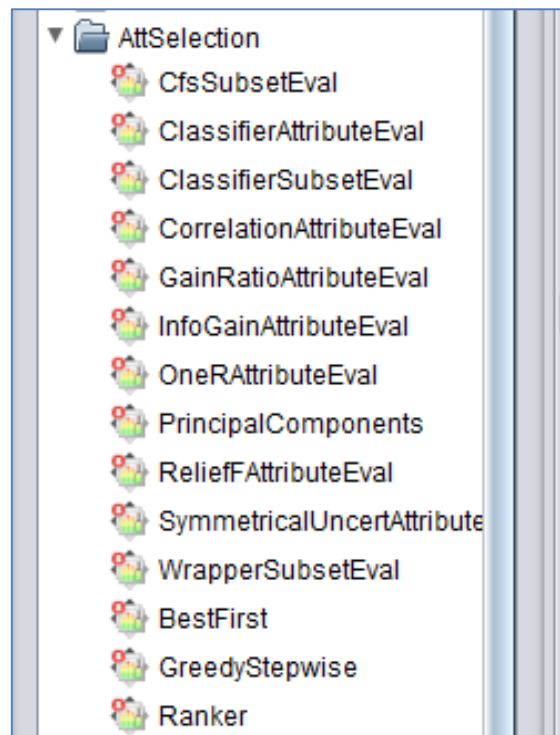 AttSelection
CfsSubsetEval
ClassifierAttributeEval
ClassifierSubsetEval
CorrelationAttributeEval
GainRatioAttributeEval
InfoGainAttributeEval
OneRAttributeEval
PrincipalComponents
ReliefFAttributeEval
SymmetricalUncertAttribute
WrapperSubsetEval
BestFirst
GreedyStepwise
Ranker